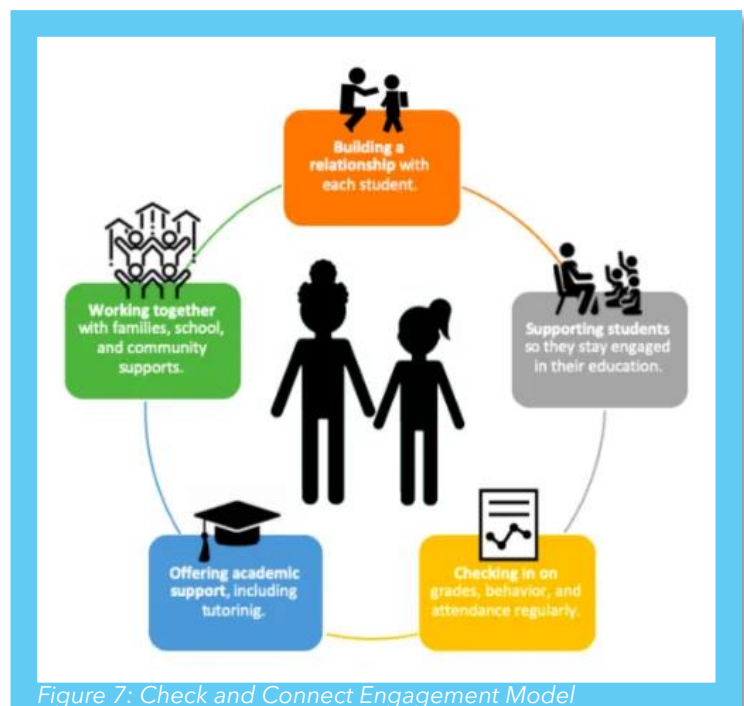 Building a
relationship with
each student.
Supporting students
so they stay engaged
in their education.
Checking in on
grades, behavior, and
attendance regularly.
Offering academic
support, including
tutorinig.
Working together
with families, school,
and community
supports.
Figure 7: Check and Connect Engagement Model